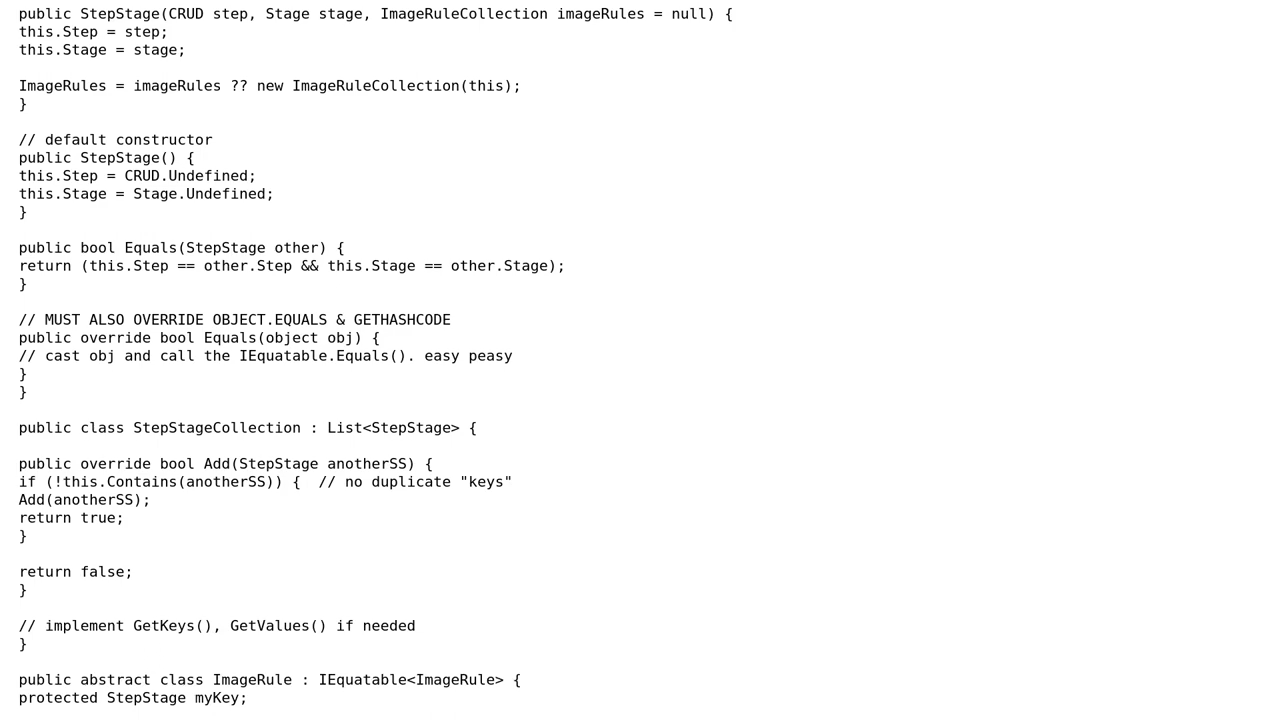 public StepStage(CRUD step, Stage stage, ImageRuleCollection imageRules = null) {
this.Step = step;
this.Stage = stage;

ImageRules = imageRules ?? new ImageRuleCollection(this);
}

// default constructor
public StepStage() {
this.Step = CRUD.Undefined;
this.Stage = Stage.Undefined;
}

public bool Equals(StepStage other) {
return (this.Step == other.Step && this.Stage == other.Stage);
}

// MUST ALSO OVERRIDE OBJECT.EQUALS & GETHASHCODE
public override bool Equals(object obj) {
// cast obj and call the IEquatable.Equals(). easy peasy
}
}

public class StepStageCollection : List<StepStage> {

public override bool Add(StepStage anotherSS) {
if (!this.Contains(anotherSS)) {  // no duplicate "keys"
Add(anotherSS);
return true;
}

return false;
}

// implement GetKeys(), GetValues() if needed
}

public abstract class ImageRule : IEquatable<ImageRule> {
protected StepStage myKey;